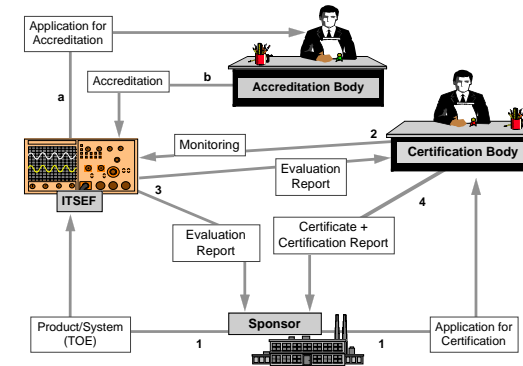 Application for
Accreditation
a
Accreditation
b
Accreditation Body
Monitoring
2
Certification Body
Evaluation
Report
3
ITSEF
4
Evaluation
Report
Certificate +
Certification Report
Product/System
(TOE)
1
Sponsor
1
Application for
Certification